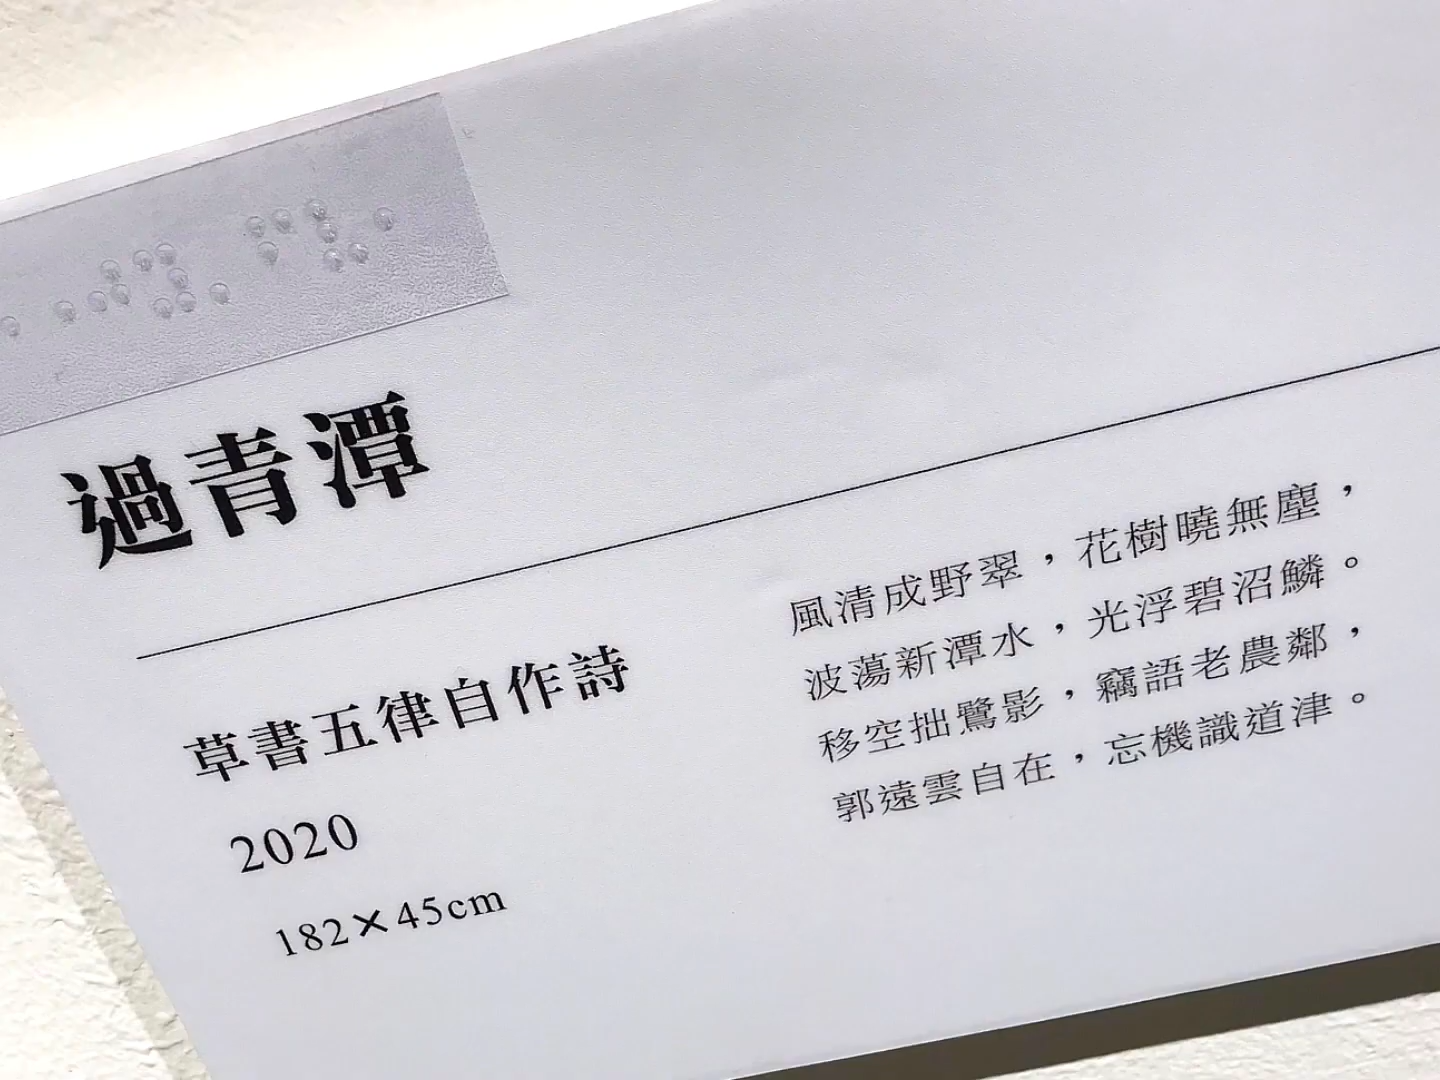 過青潭
草書五律自作詩
2020
182×45cm
風清成野翠，花樹曉無塵，
波蕩新潭水，光浮碧沼鱗。
移空拙鷺影，竊語老農鄰，
郭遠雲自在，忘機識道津。